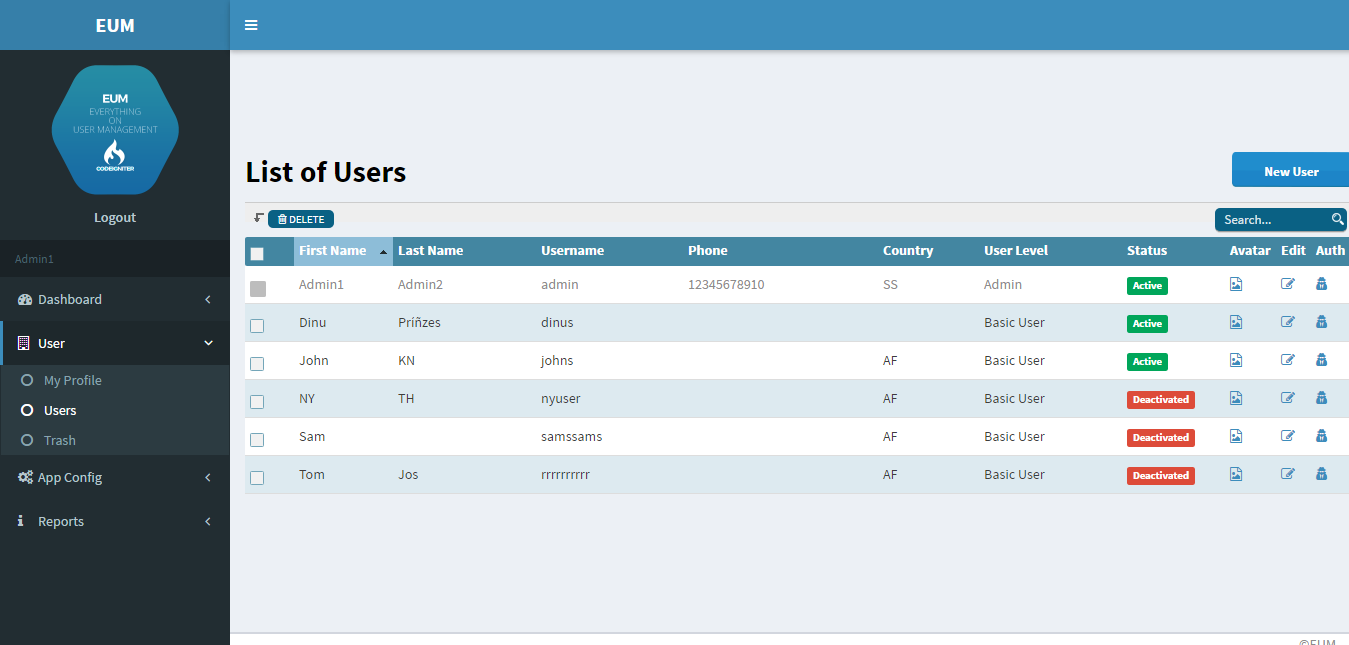 EUM
EUM
EVERYTHING
ON
USER MANAGEMENT
CODEIGNITER
Logout
Admin1
Dashboard
User
My Profile
Users
Trash
App Config
Reports
List of Users
New User
DELETE
Search...
First Name Last Name Username Phone Country User Level Status Avatar Edit Auth
Admin1 Admin2 admin 12345678910 SS Admin Active
Dinu Príñzes dinus Basic User Active
John KN johns AF Basic User Active
NY TH nyuser AF Basic User Deactivated
Sam samssams AF Basic User Deactivated
Tom Jos rrrrrrrrrr AF Basic User Deactivated
©EUM